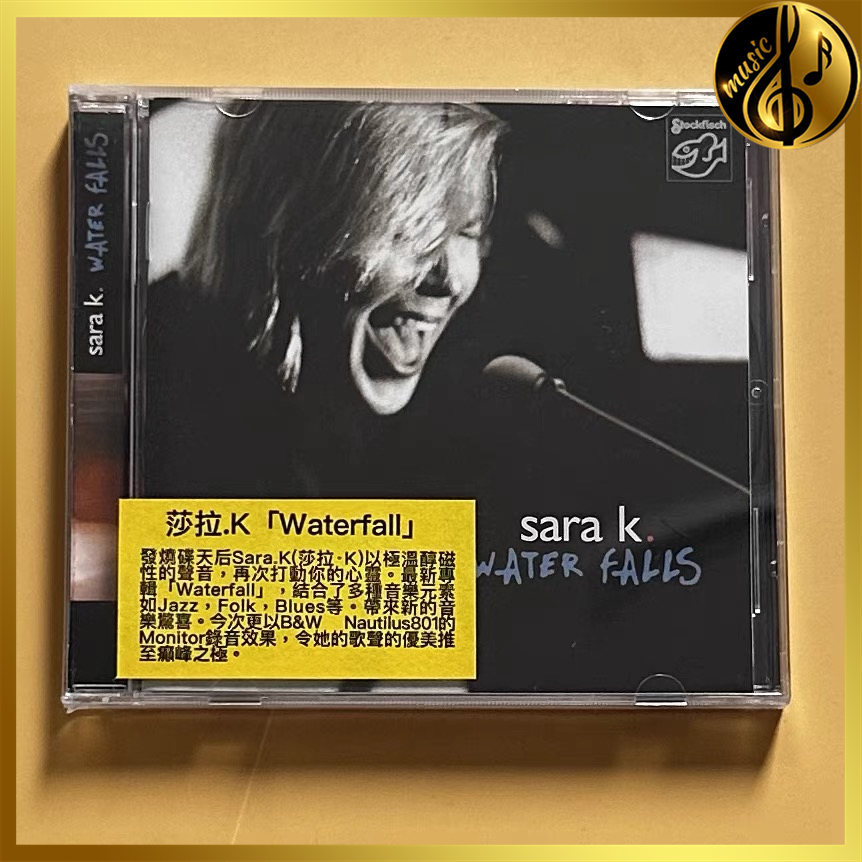 music
Stockfisch
sara k. WATER FALLS
sara k.
WATER FALLS
莎拉.K「Waterfall」
發燒碟天后Sara.K(莎拉·K)以極溫醇磁
性的聲音，再次打動你的心靈。最新專
輯「Waterfall」，結合了多種音樂元素
如Jazz，Folk，Blues等。帶來新的音
樂驚喜。今次更以B&W Nautilus801的
Monitor錄音效果，令她的歌聲的優美推
至巔峰之極。